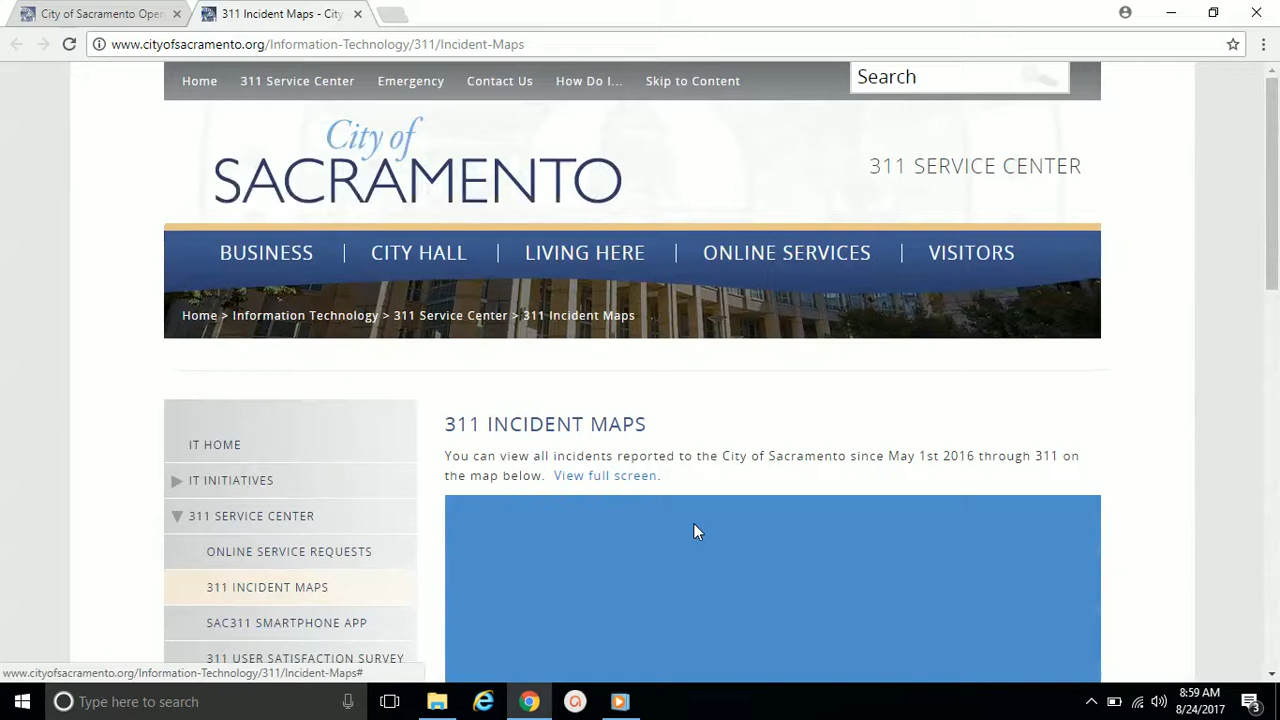 City of Sacramento Open
311 Incident Maps - City
www.cityofsacramento.org/Information-Technology/311/Incident-Maps
Home 311 Service Center Emergency Contact Us How Do I... Skip to Content
Search
City of
SACRAMENTO
311 SERVICE CENTER
BUSINESS CITY HALL LIVING HERE ONLINE SERVICES VISITORS
Home > Information Technology > 311 Service Center > 311 Incident Maps
IT HOME
IT INITIATIVES
311 SERVICE CENTER
ONLINE SERVICE REQUESTS
311 INCIDENT MAPS
SAC311 SMARTPHONE APP
311 USER SATISFACTION SURVEY
311 INCIDENT MAPS
You can view all incidents reported to the City of Sacramento since May 1st 2016 through 311 on
the map below. View full screen.
www.cityofsacramento.org/Information-Technology/311/Incident-Maps#
Type here to search
8:59 AM
8/24/2017
3